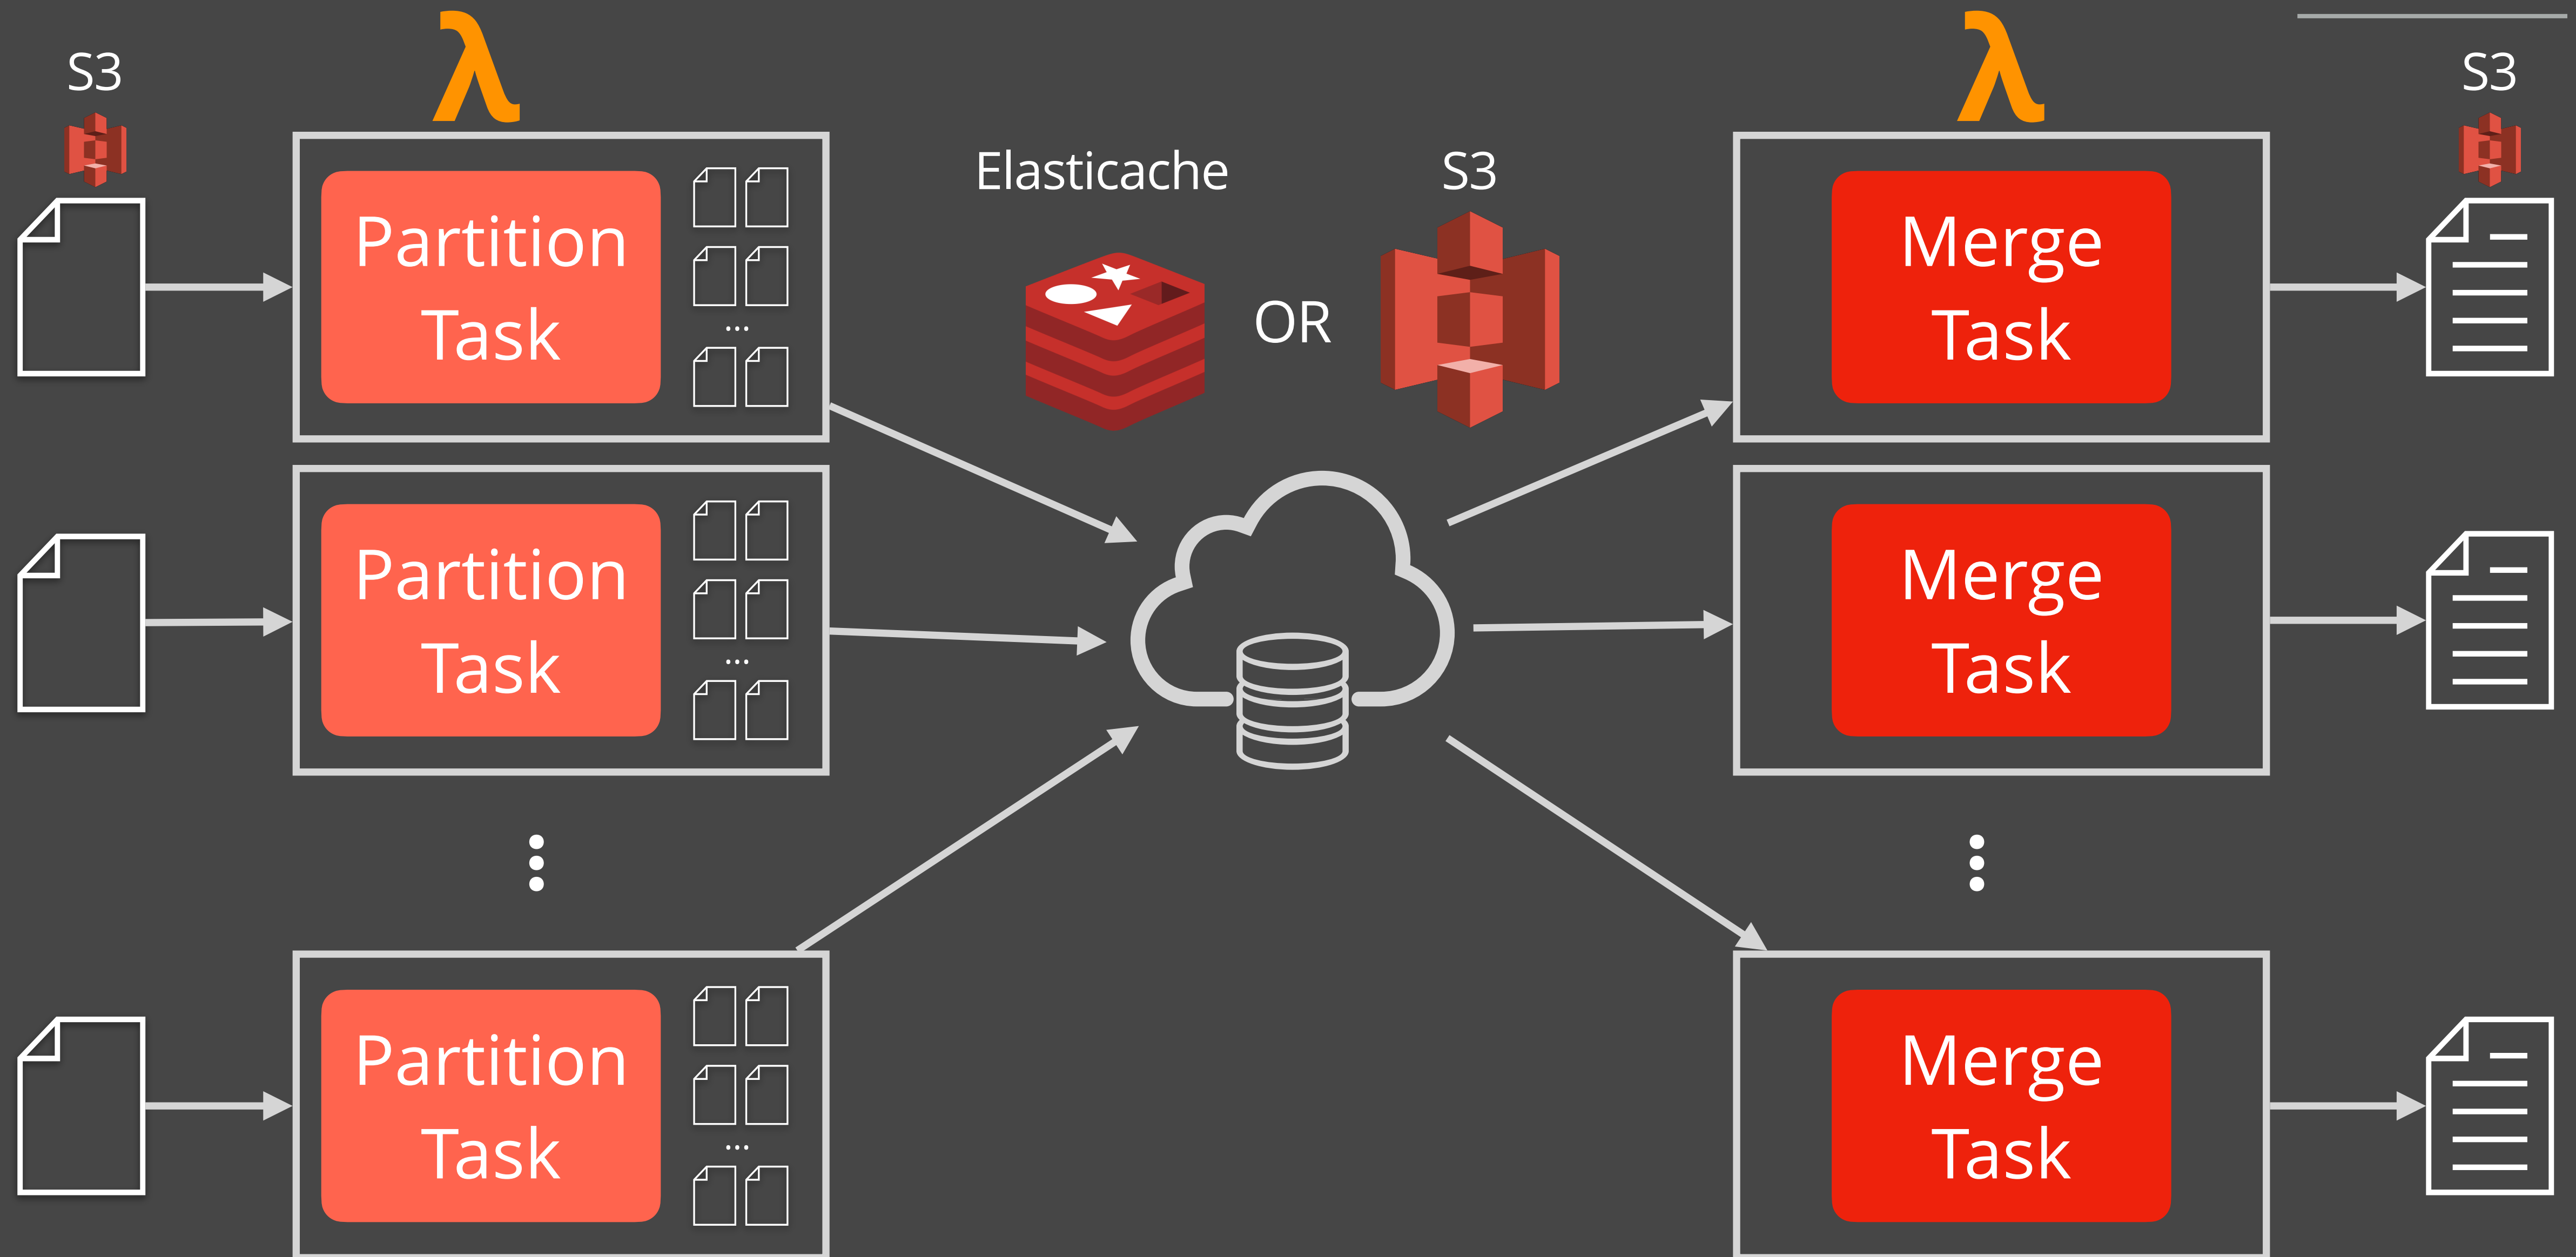 S3
λ
λ
S3
Elasticache
S3
OR
Partition
Task
...
Merge
Task
Partition
Task
...
Merge
Task
Partition
Task
...
Merge
Task